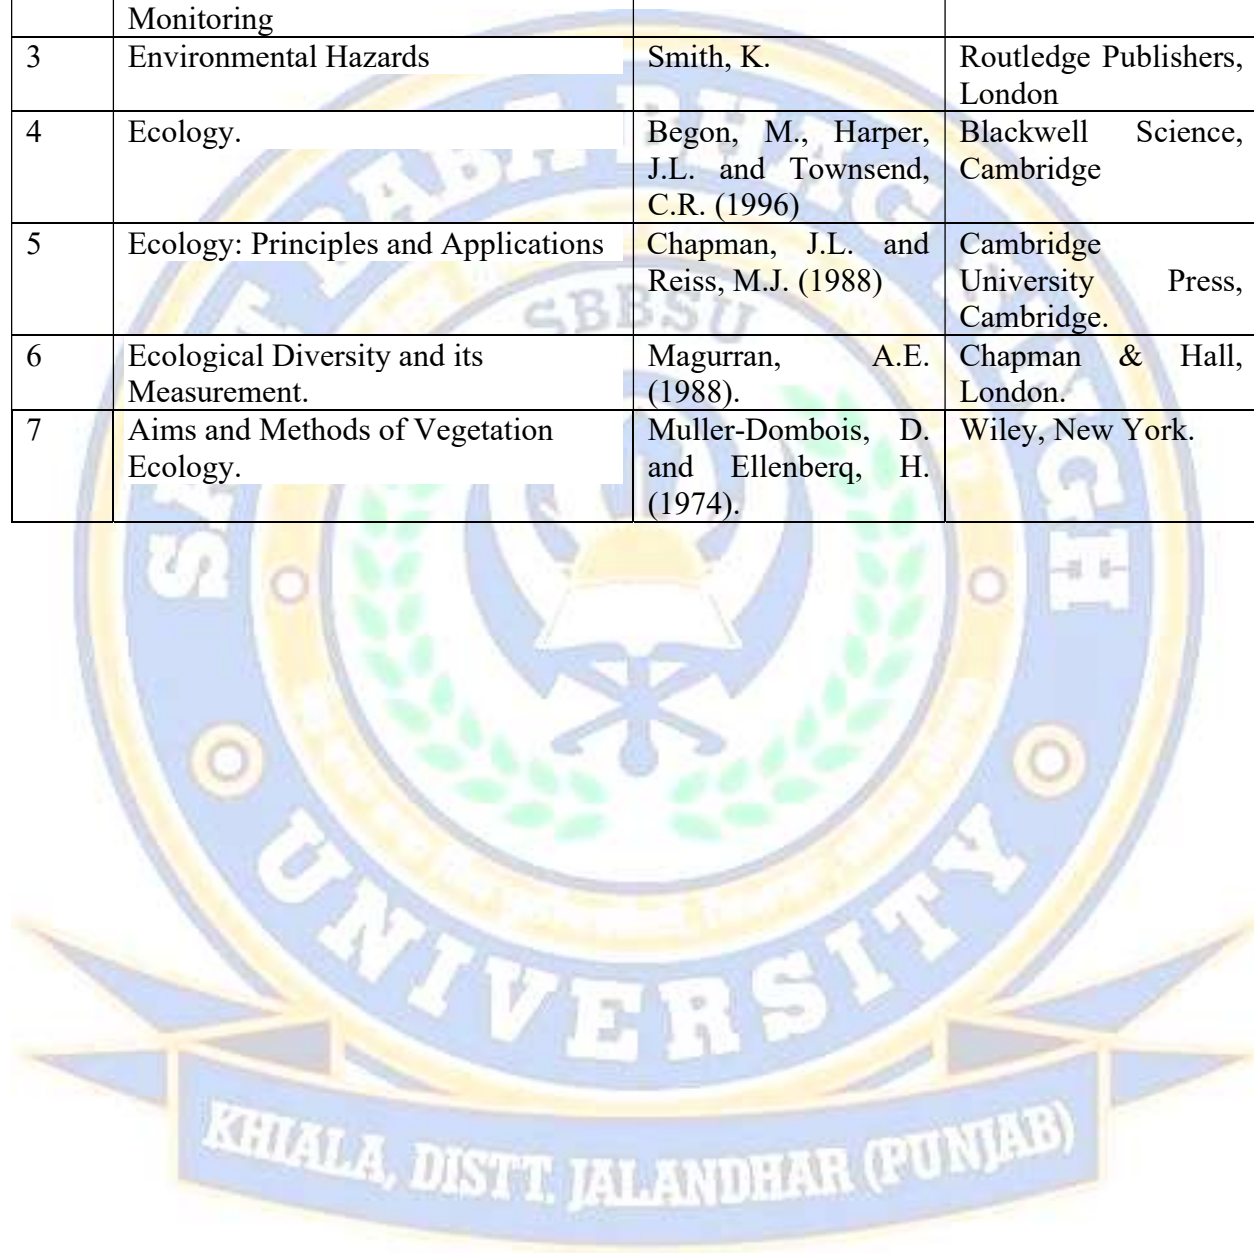 Monitoring
3 Environmental Hazards Smith, K. Routledge Publishers,
London
4 Ecology. Begon, M., Harper, Blackwell Science,
J.L. and Townsend, Cambridge
C.R. (1996)
5 Ecology: Principles and Applications Chapman, J.L. and Cambridge
Reiss, M.J. (1988) University Press,
Cambridge.
6 Ecological Diversity and its Magurran, A.E. Chapman & Hall,
Measurement. (1988). London.
7 Aims and Methods of Vegetation Muller-Dombois, D. Wiley, New York.
Ecology. and Ellenberq, H.
(1974).
SBBSU
UNIVERSITY
KHIALA, DISTT. JALANDHAR (PUNJAB)